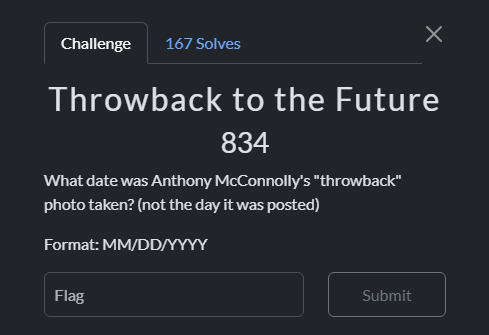 Challenge
167 Solves
Throwback to the Future
834
What date was Anthony McConnolly's "throwback"
photo taken? (not the day it was posted)
Format: MM/DD/YYYY
Flag
Submit